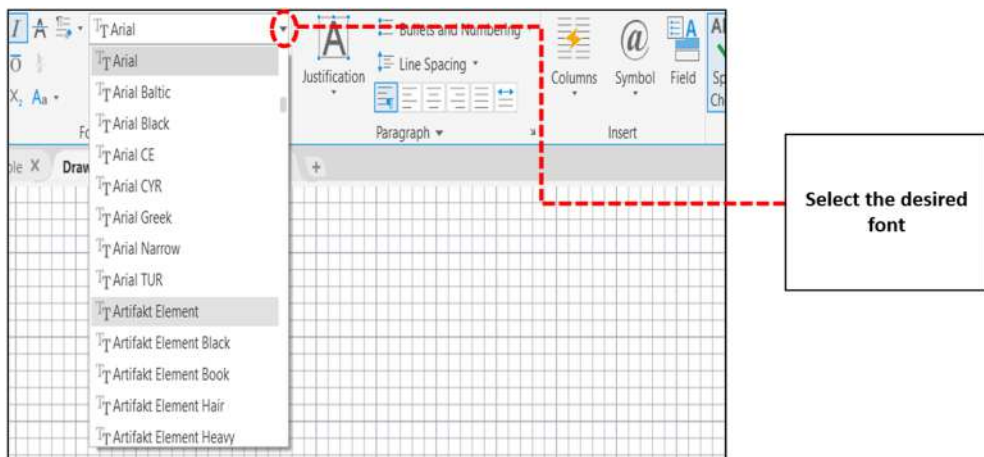 I A Arial
Bullets and Numbering
O
Line Spacing
X₂ Aa
Justification
Columns
Symbol
@
Field
A
Paragraph
Insert
Arial
Arial Baltic
Arial Black
Arial CE
Arial CYR
Arial Greek
Arial Narrow
Arial TUR
Artifakt Element
Artifakt Element Black
Artifakt Element Book
Artifakt Element Hair
Artifakt Element Heavy
Draw
Select the desired
font